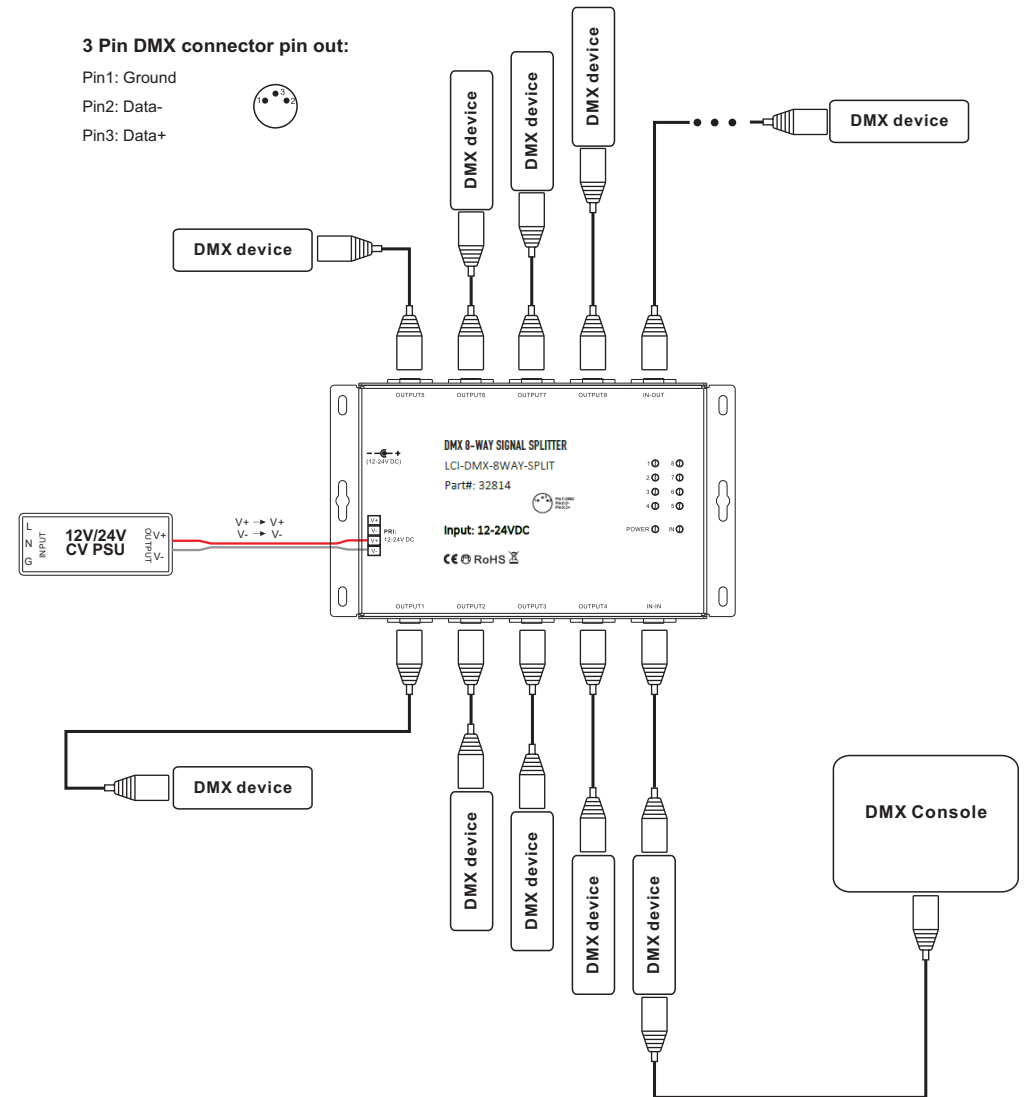 3 Pin DMX connector pin out:
Pin1: Ground
Pin2: Data-
Pin3: Data+
1 3 2
DMX device
DMX device
DMX device
DMX device
DMX device
OUTPUT5 OUTPUT6 OUTPUT7 OUTPUT8 IN-OUT
- +
(12-24V DC)
DMX 8-WAY SIGNAL SPLITTER
LCI-DMX-8WAY-SPLIT
Part#: 32814
Input: 12-24VDC
CE RoHS
1 8
2 7
3 6
4 5
POWER IN
V+
V-
V+
V-
PRI:
12-24V DC
L
N
G
INPUT
12V/24V
CV PSU
OUTPUT
V+
V-
V+ → V+
V- → V-
OUTPUT1 OUTPUT2 OUTPUT3 OUTPUT4 IN-IN
DMX device
DMX device
DMX device
DMX device
DMX device
DMX Console